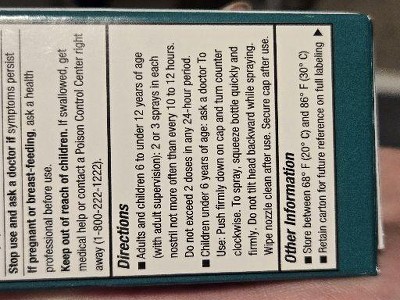 Stop use and ask a doctor if symptoms persist
If pregnant or breast-feeding, ask a health
professional before use.
Keep out of reach of children. If swallowed, get
medical help or contact a Poison Control Center right
away (1-800-222-1222).
Directions
■ Adults and children 6 to under 12 years of age
(with adult supervision): 2 or 3 sprays in each
nostril not more often than every 10 to 12 hours.
Do not exceed 2 doses in any 24-hour period.
■ Children under 6 years of age: ask a doctor To
Use: Push firmly down on cap and turn counter
clockwise. To spray, squeeze bottle quickly and
firmly. Do not tilt head backward while spraying.
Wipe nozzle clean after use. Secure cap after use.
Other Information
■ Store between 68° F (20° C) and 86° F (30° C)
■ Retain carton for future reference on full labeling ▶